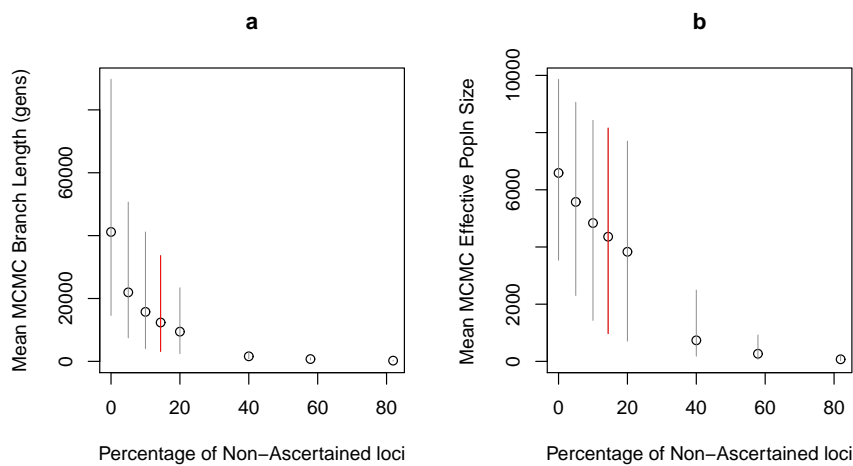 a
Mean MCMC Branch Length (gens)
60000
20000
0
0 20 40 60 80
Percentage of Non−Ascertained loci
b
Mean MCMC Effective Popln Size
10000
6000
2000
0
0 20 40 60 80
Percentage of Non−Ascertained loci